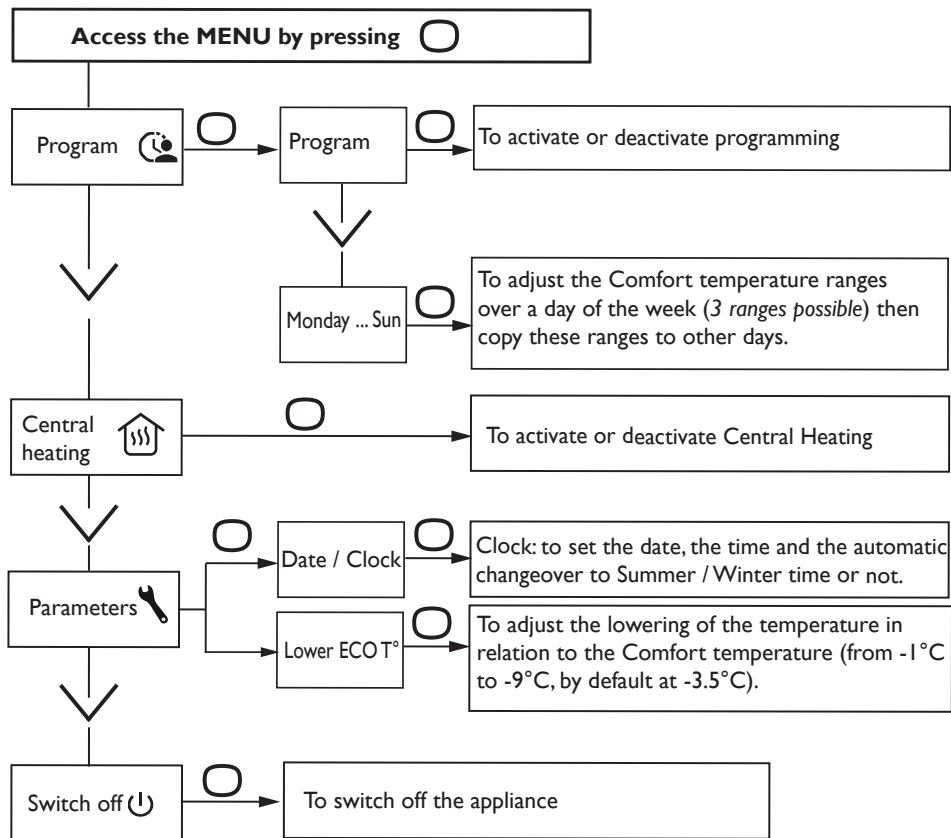 Access the MENU by pressing
Program
Program
To activate or deactivate programming
Monday ... Sun
To adjust the Comfort temperature ranges
over a day of the week (3 ranges possible) then
copy these ranges to other days.
Central
heating
To activate or deactivate Central Heating
Parameters
Date / Clock
Clock: to set the date, the time and the automatic
changeover to Summer / Winter time or not.
Lower ECO T°
To adjust the lowering of the temperature in
relation to the Comfort temperature (from -1°C
to -9°C, by default at -3.5°C).
Switch off
To switch off the appliance